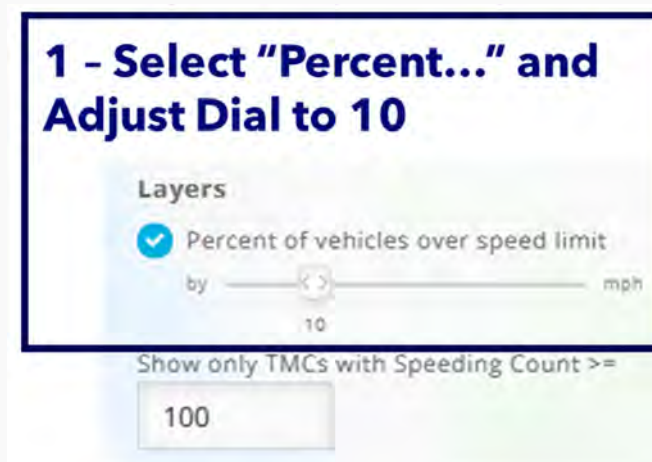 1 – Select “Percent...” and
Adjust Dial to 10
Layers
Percent of vehicles over speed limit
by < > mph
10
Show only TMCs with Speeding Count >=
100